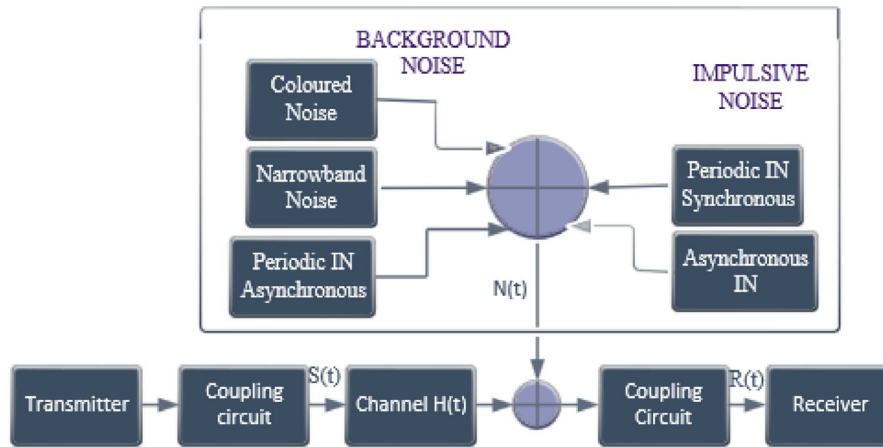 BACKGROUND
NOISE
IMPULSIVE
NOISE
Coloured
Noise
Narrowband
Noise
Periodic IN
Asynchronous
Periodic IN
Synchronous
Asynchronous
IN
N(t)
Transmitter
Coupling
circuit
S(t)
Channel H(t)
Coupling
Circuit
R(t)
Receiver